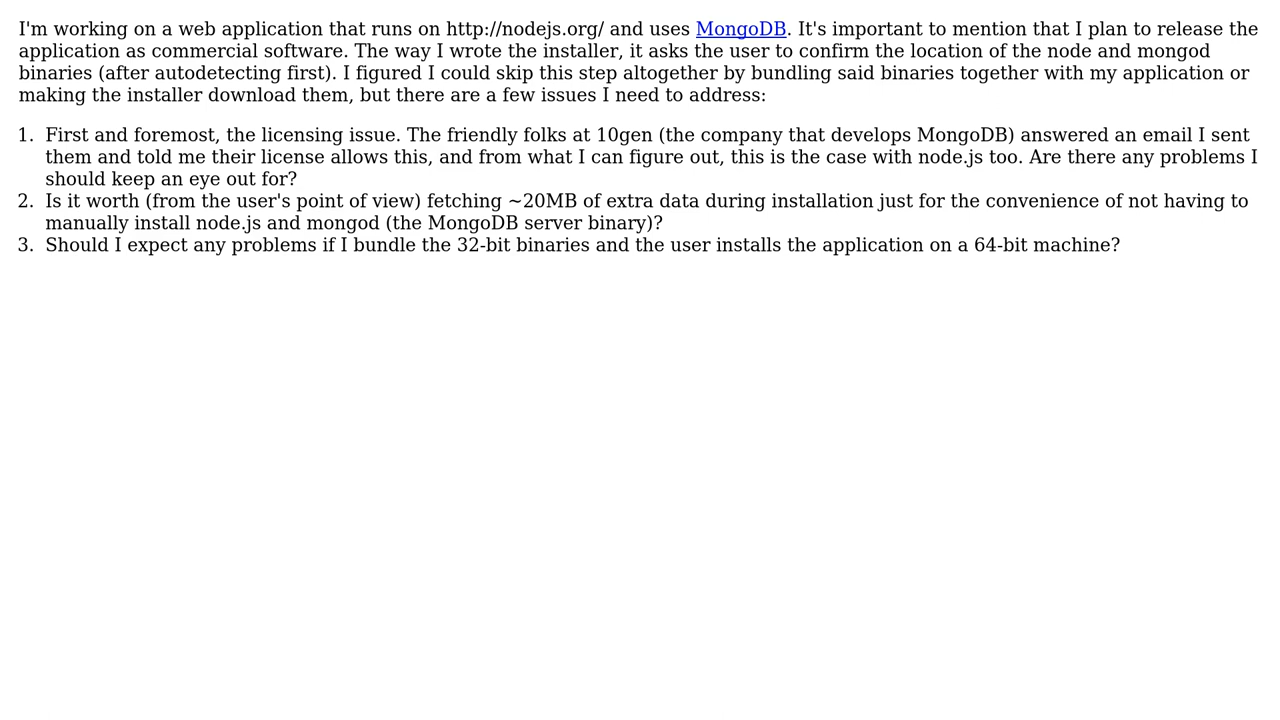 I'm working on a web application that runs on http://nodejs.org/ and uses MongoDB. It's important to mention that I plan to release the
application as commercial software. The way I wrote the installer, it asks the user to confirm the location of the node and mongod
binaries (after autodetecting first). I figured I could skip this step altogether by bundling said binaries together with my application or
making the installer download them, but there are a few issues I need to address:
1. First and foremost, the licensing issue. The friendly folks at 10gen (the company that develops MongoDB) answered an email I sent
them and told me their license allows this, and from what I can figure out, this is the case with node.js too. Are there any problems I
should keep an eye out for?
2. Is it worth (from the user's point of view) fetching ~20MB of extra data during installation just for the convenience of not having to
manually install node.js and mongod (the MongoDB server binary)?
3. Should I expect any problems if I bundle the 32-bit binaries and the user installs the application on a 64-bit machine?